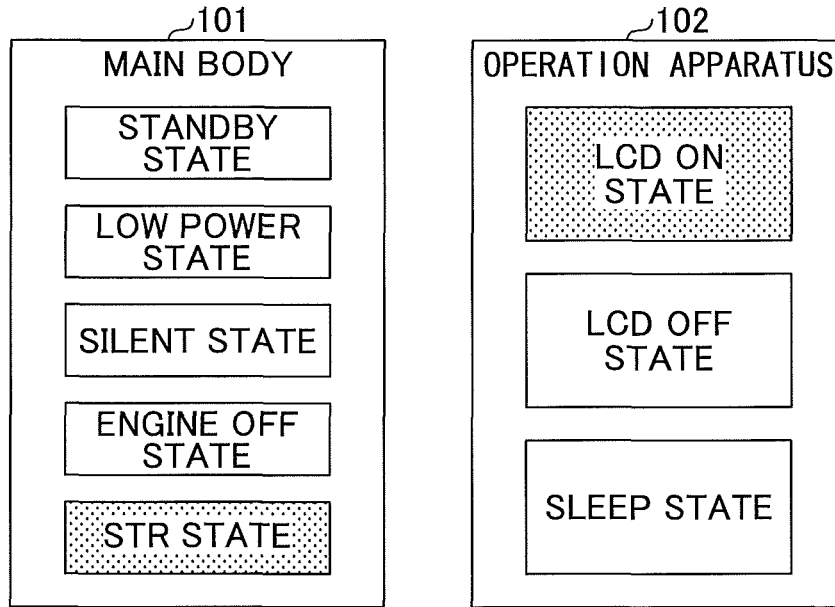 101
MAIN BODY
STANDBY
STATE
LOW POWER
STATE
SILENT STATE
ENGINE OFF
STATE
STR STATE
102
OPERATION APPARATUS
LCD ON
STATE
LCD OFF
STATE
SLEEP STATE